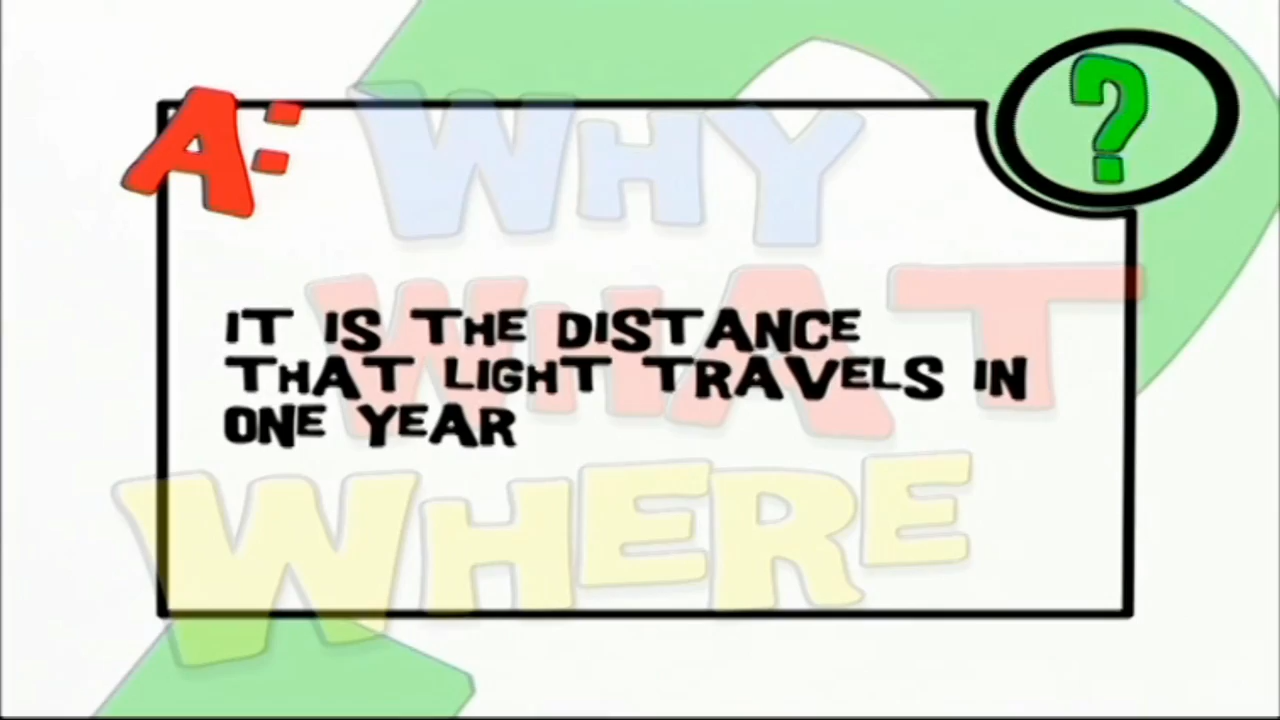 A:
?
WHY
WHAT
WHERE
IT IS THE DISTANCE
THAT LIGHT TRAVELS IN
ONE YEAR